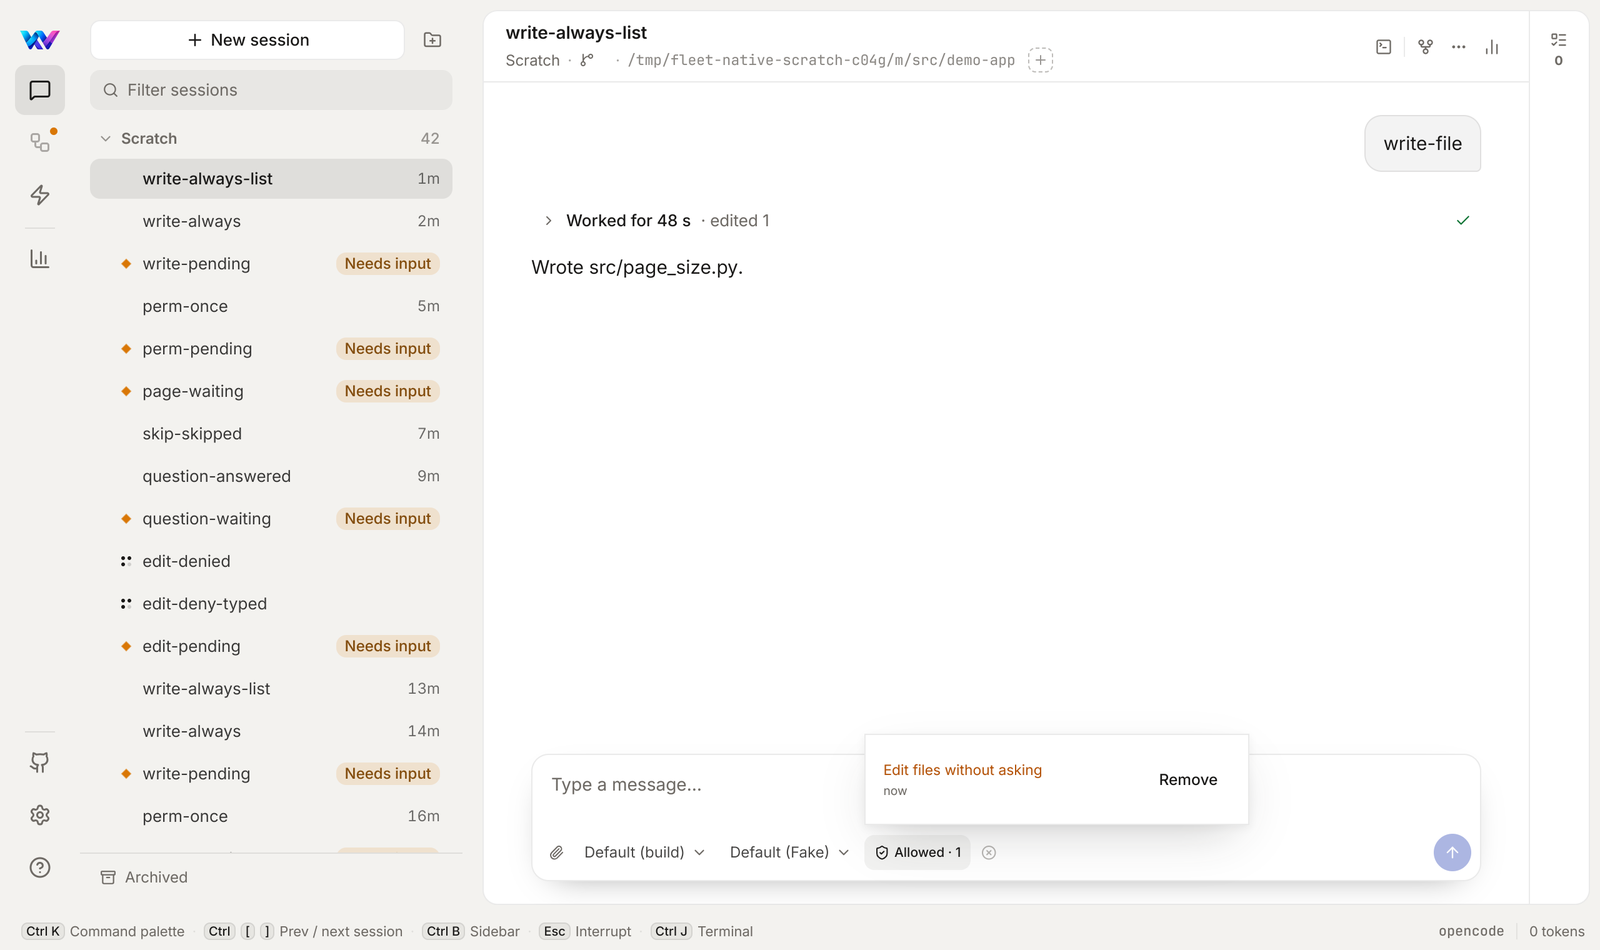 New session
Filter sessions
Scratch 42
write-always-list 1m
write-always 2m
write-pending Needs input
perm-once 5m
perm-pending Needs input
page-waiting Needs input
skip-skipped 7m
question-answered 9m
question-waiting Needs input
edit-denied
edit-deny-typed
edit-pending Needs input
write-always-list 13m
write-always 14m
write-pending Needs input
perm-once 16m
Archived
write-always-list
Scratch · · /tmp/fleet-native-scratch-c04g/m/src/demo-app
0
write-file
Worked for 48 s · edited 1
Wrote src/page_size.py.
Edit files without asking
now
Remove
Type a message...
Default (build) Default (Fake) Allowed · 1
Ctrl K Command palette Ctrl [ ] Prev / next session Ctrl B Sidebar Esc Interrupt Ctrl J Terminal opencode 0 tokens